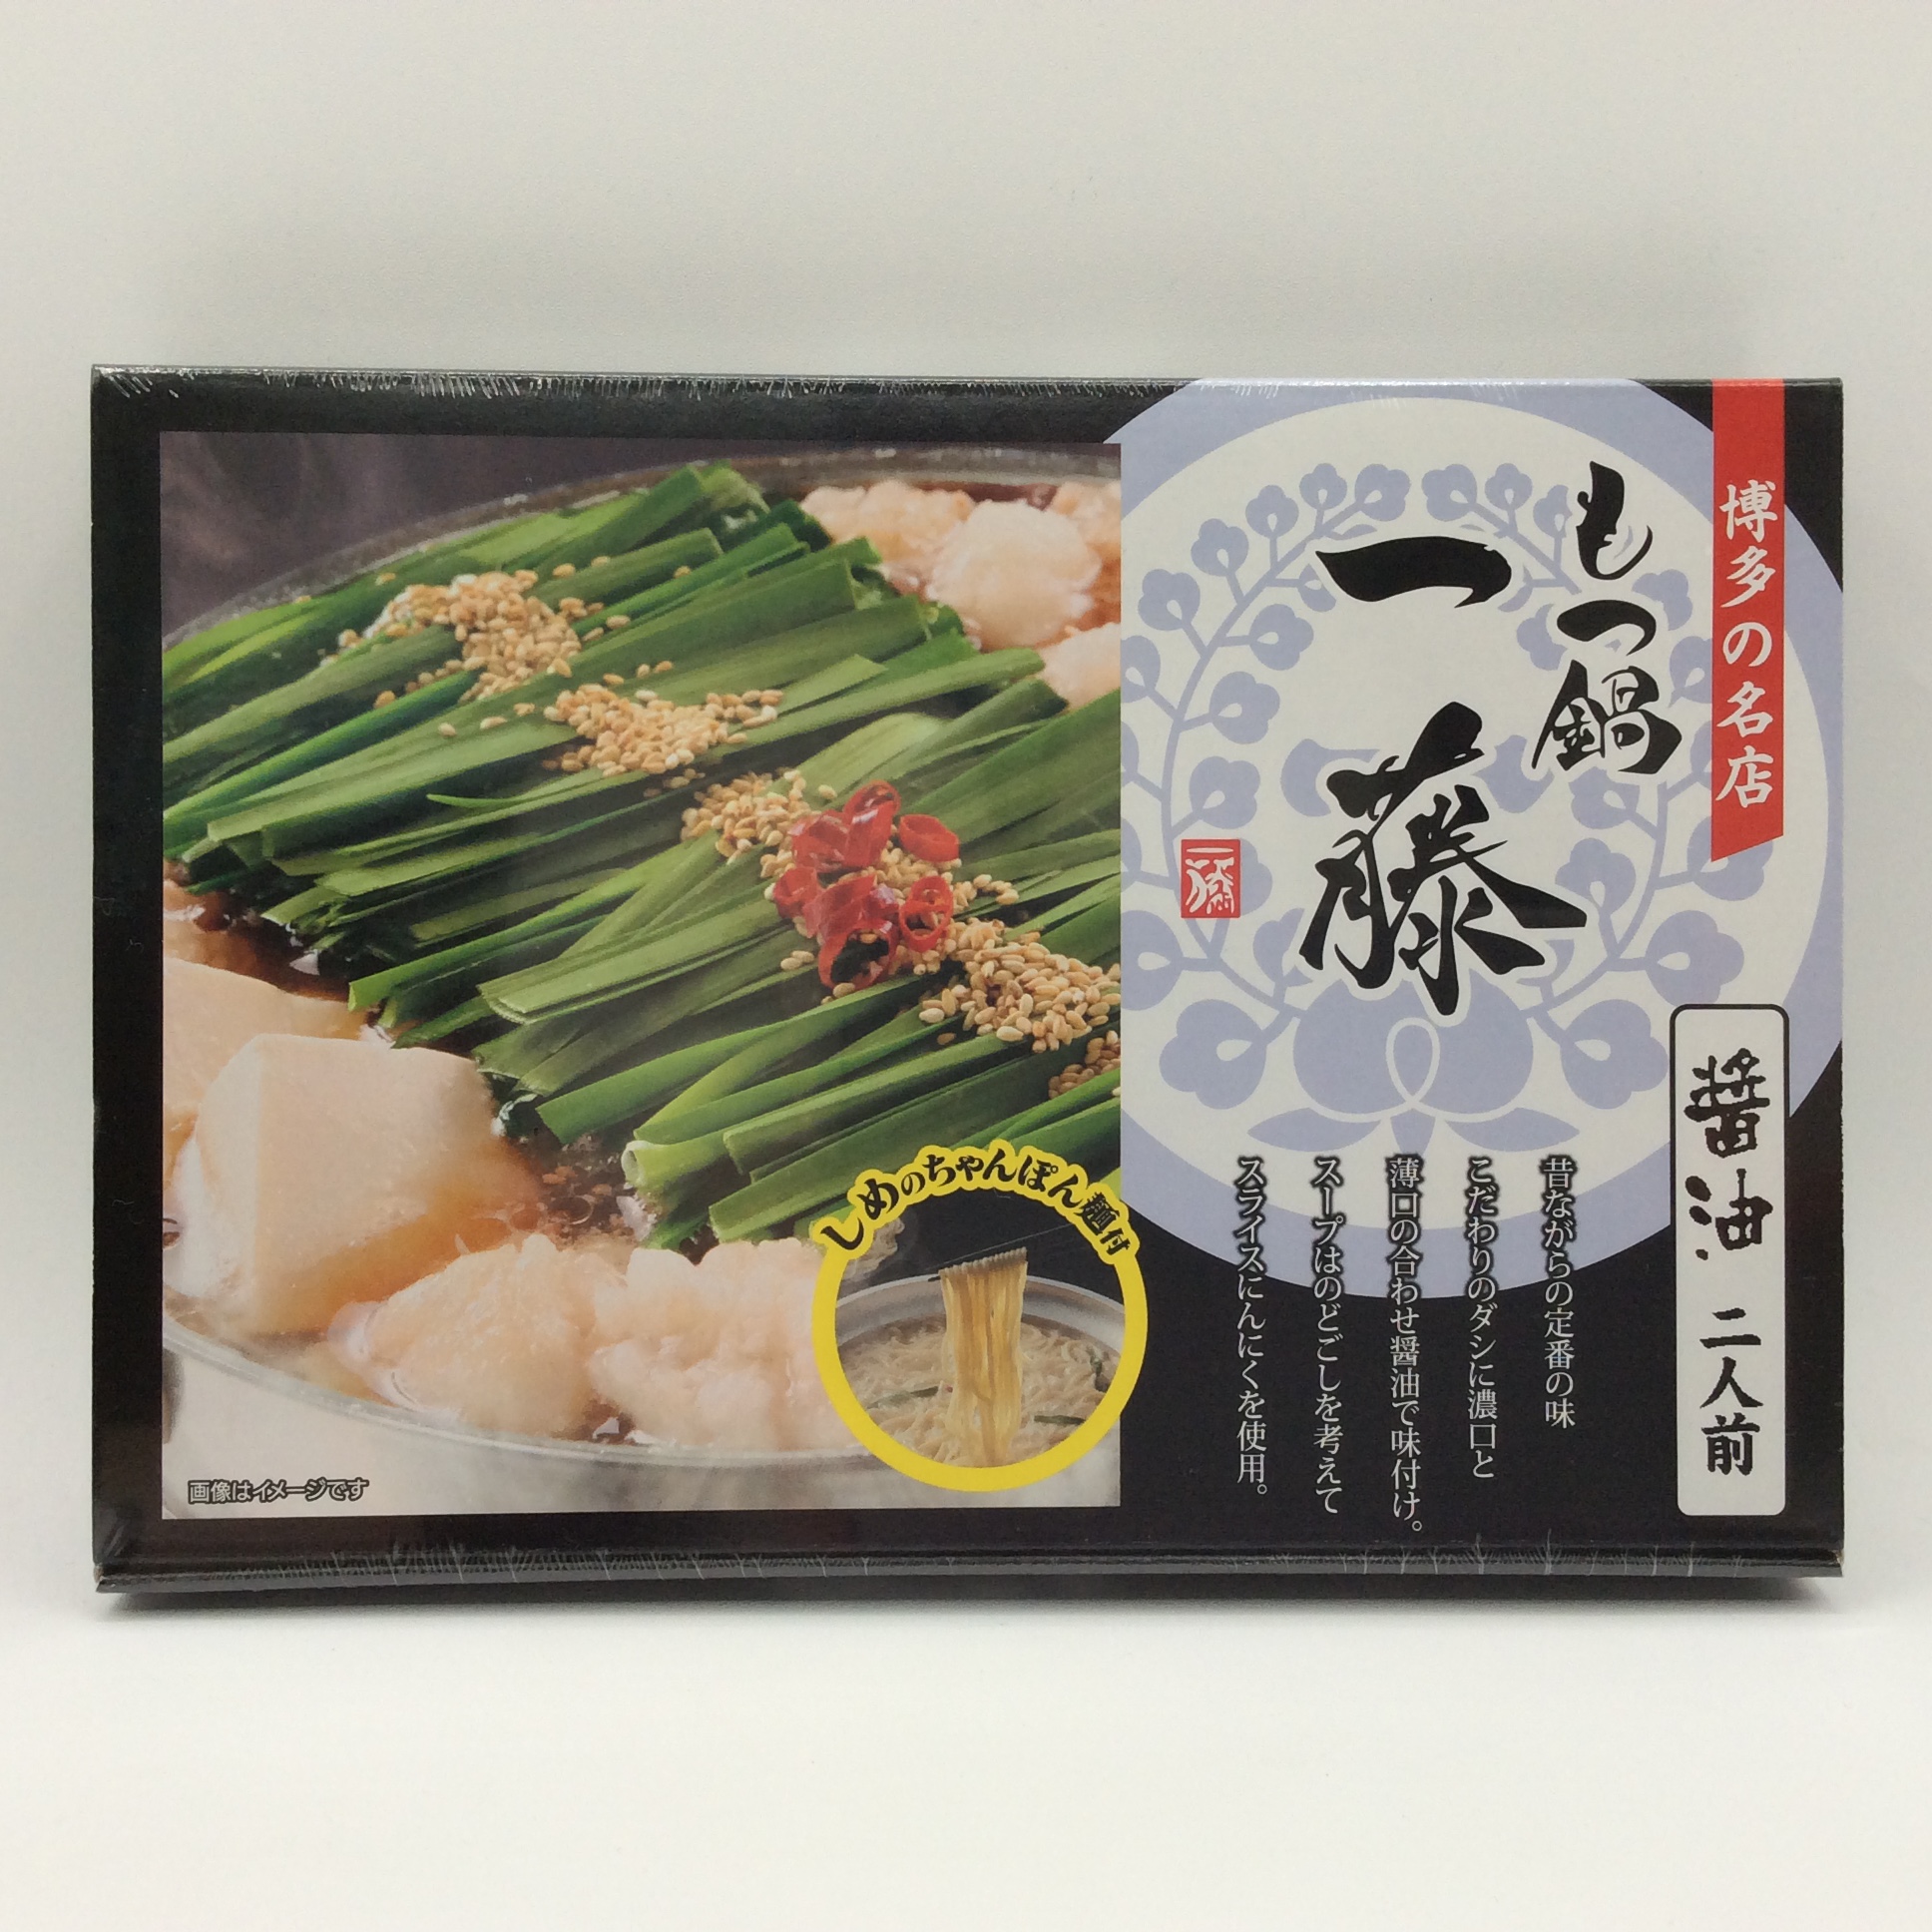 博多の名店
もつ鍋
一藤
一藤
醤油 二人前
昔ながらの定番の味
こだわりのダシに濃口と
薄口の合わせ醤油で味付け。
スープはのどごしを考えて
スライスにんにくを使用。
しめのちゃんぽん麺付
画像はイメージです